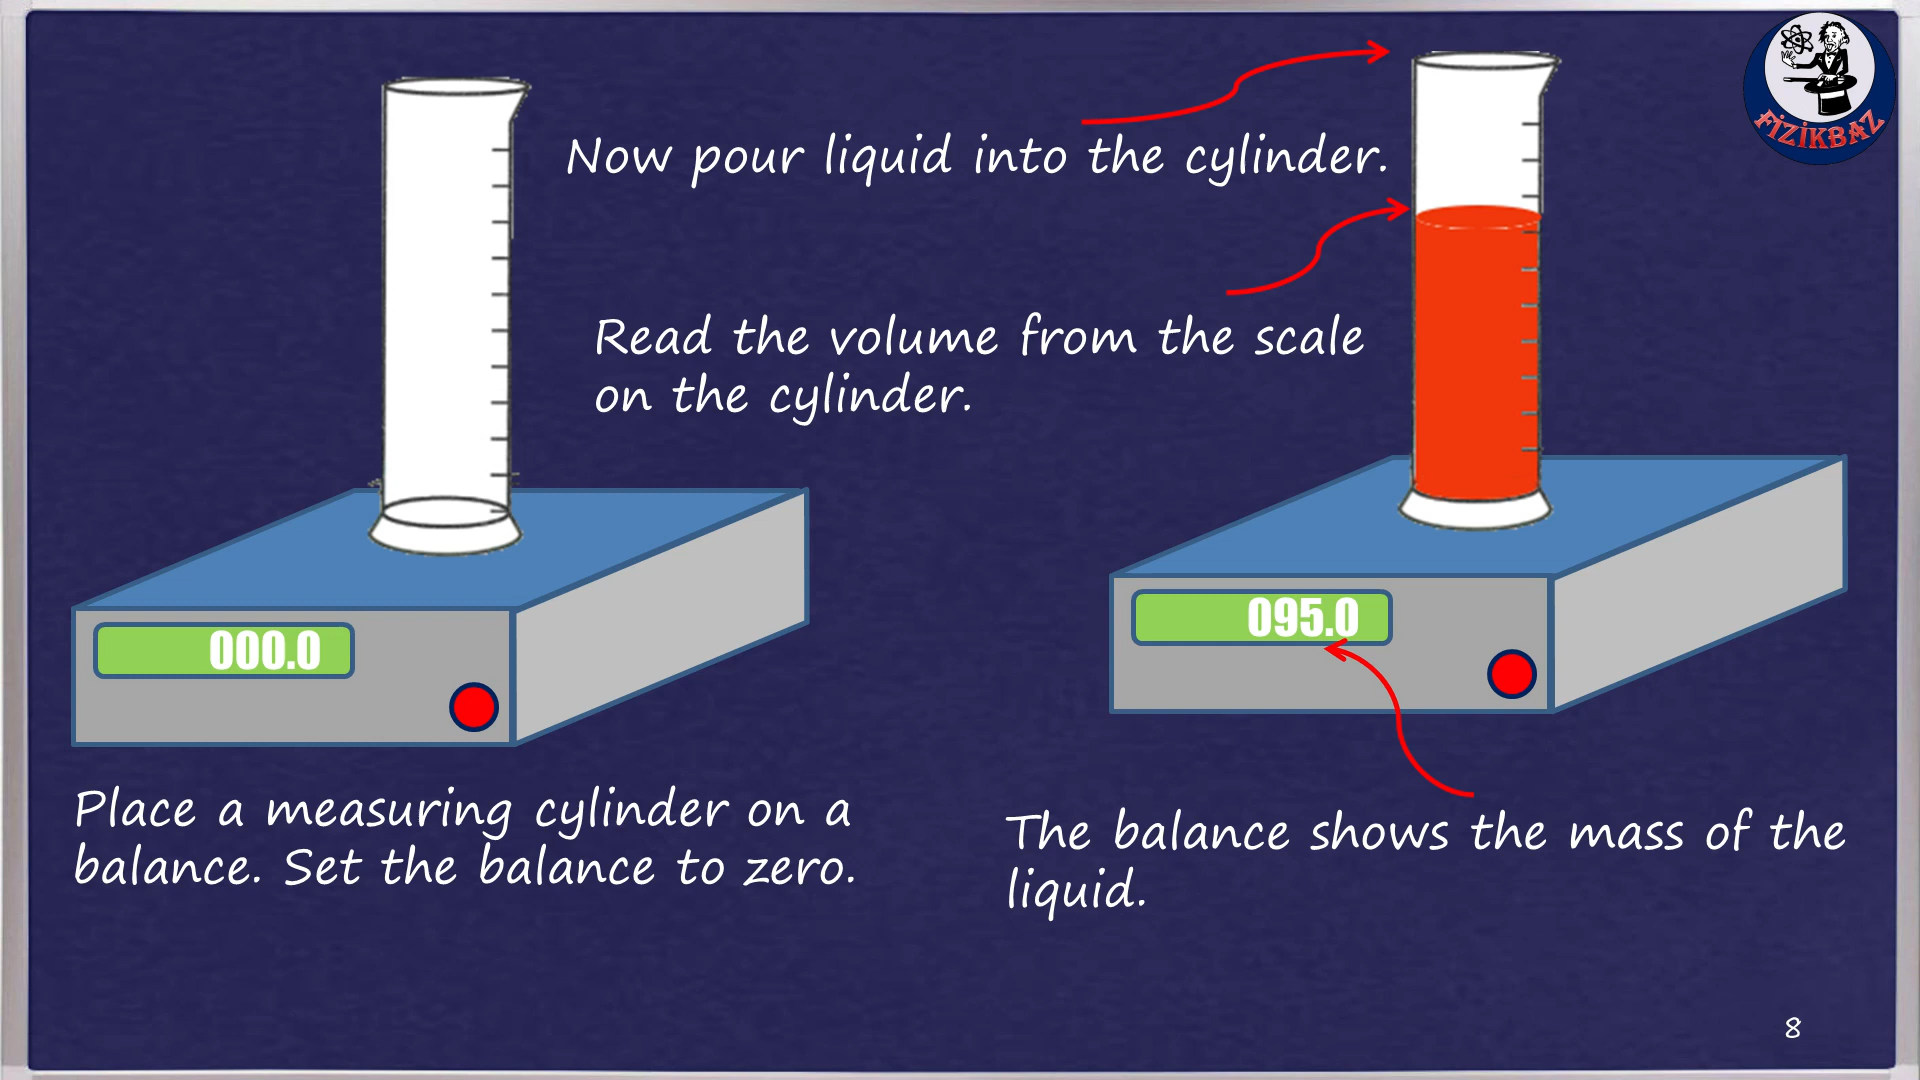 FİZİKBAZ
Now pour liquid into the cylinder.
Read the volume from the scale
on the cylinder.
000.0
095.0
Place a measuring cylinder on a
balance. Set the balance to zero.
The balance shows the mass of the
liquid.
8